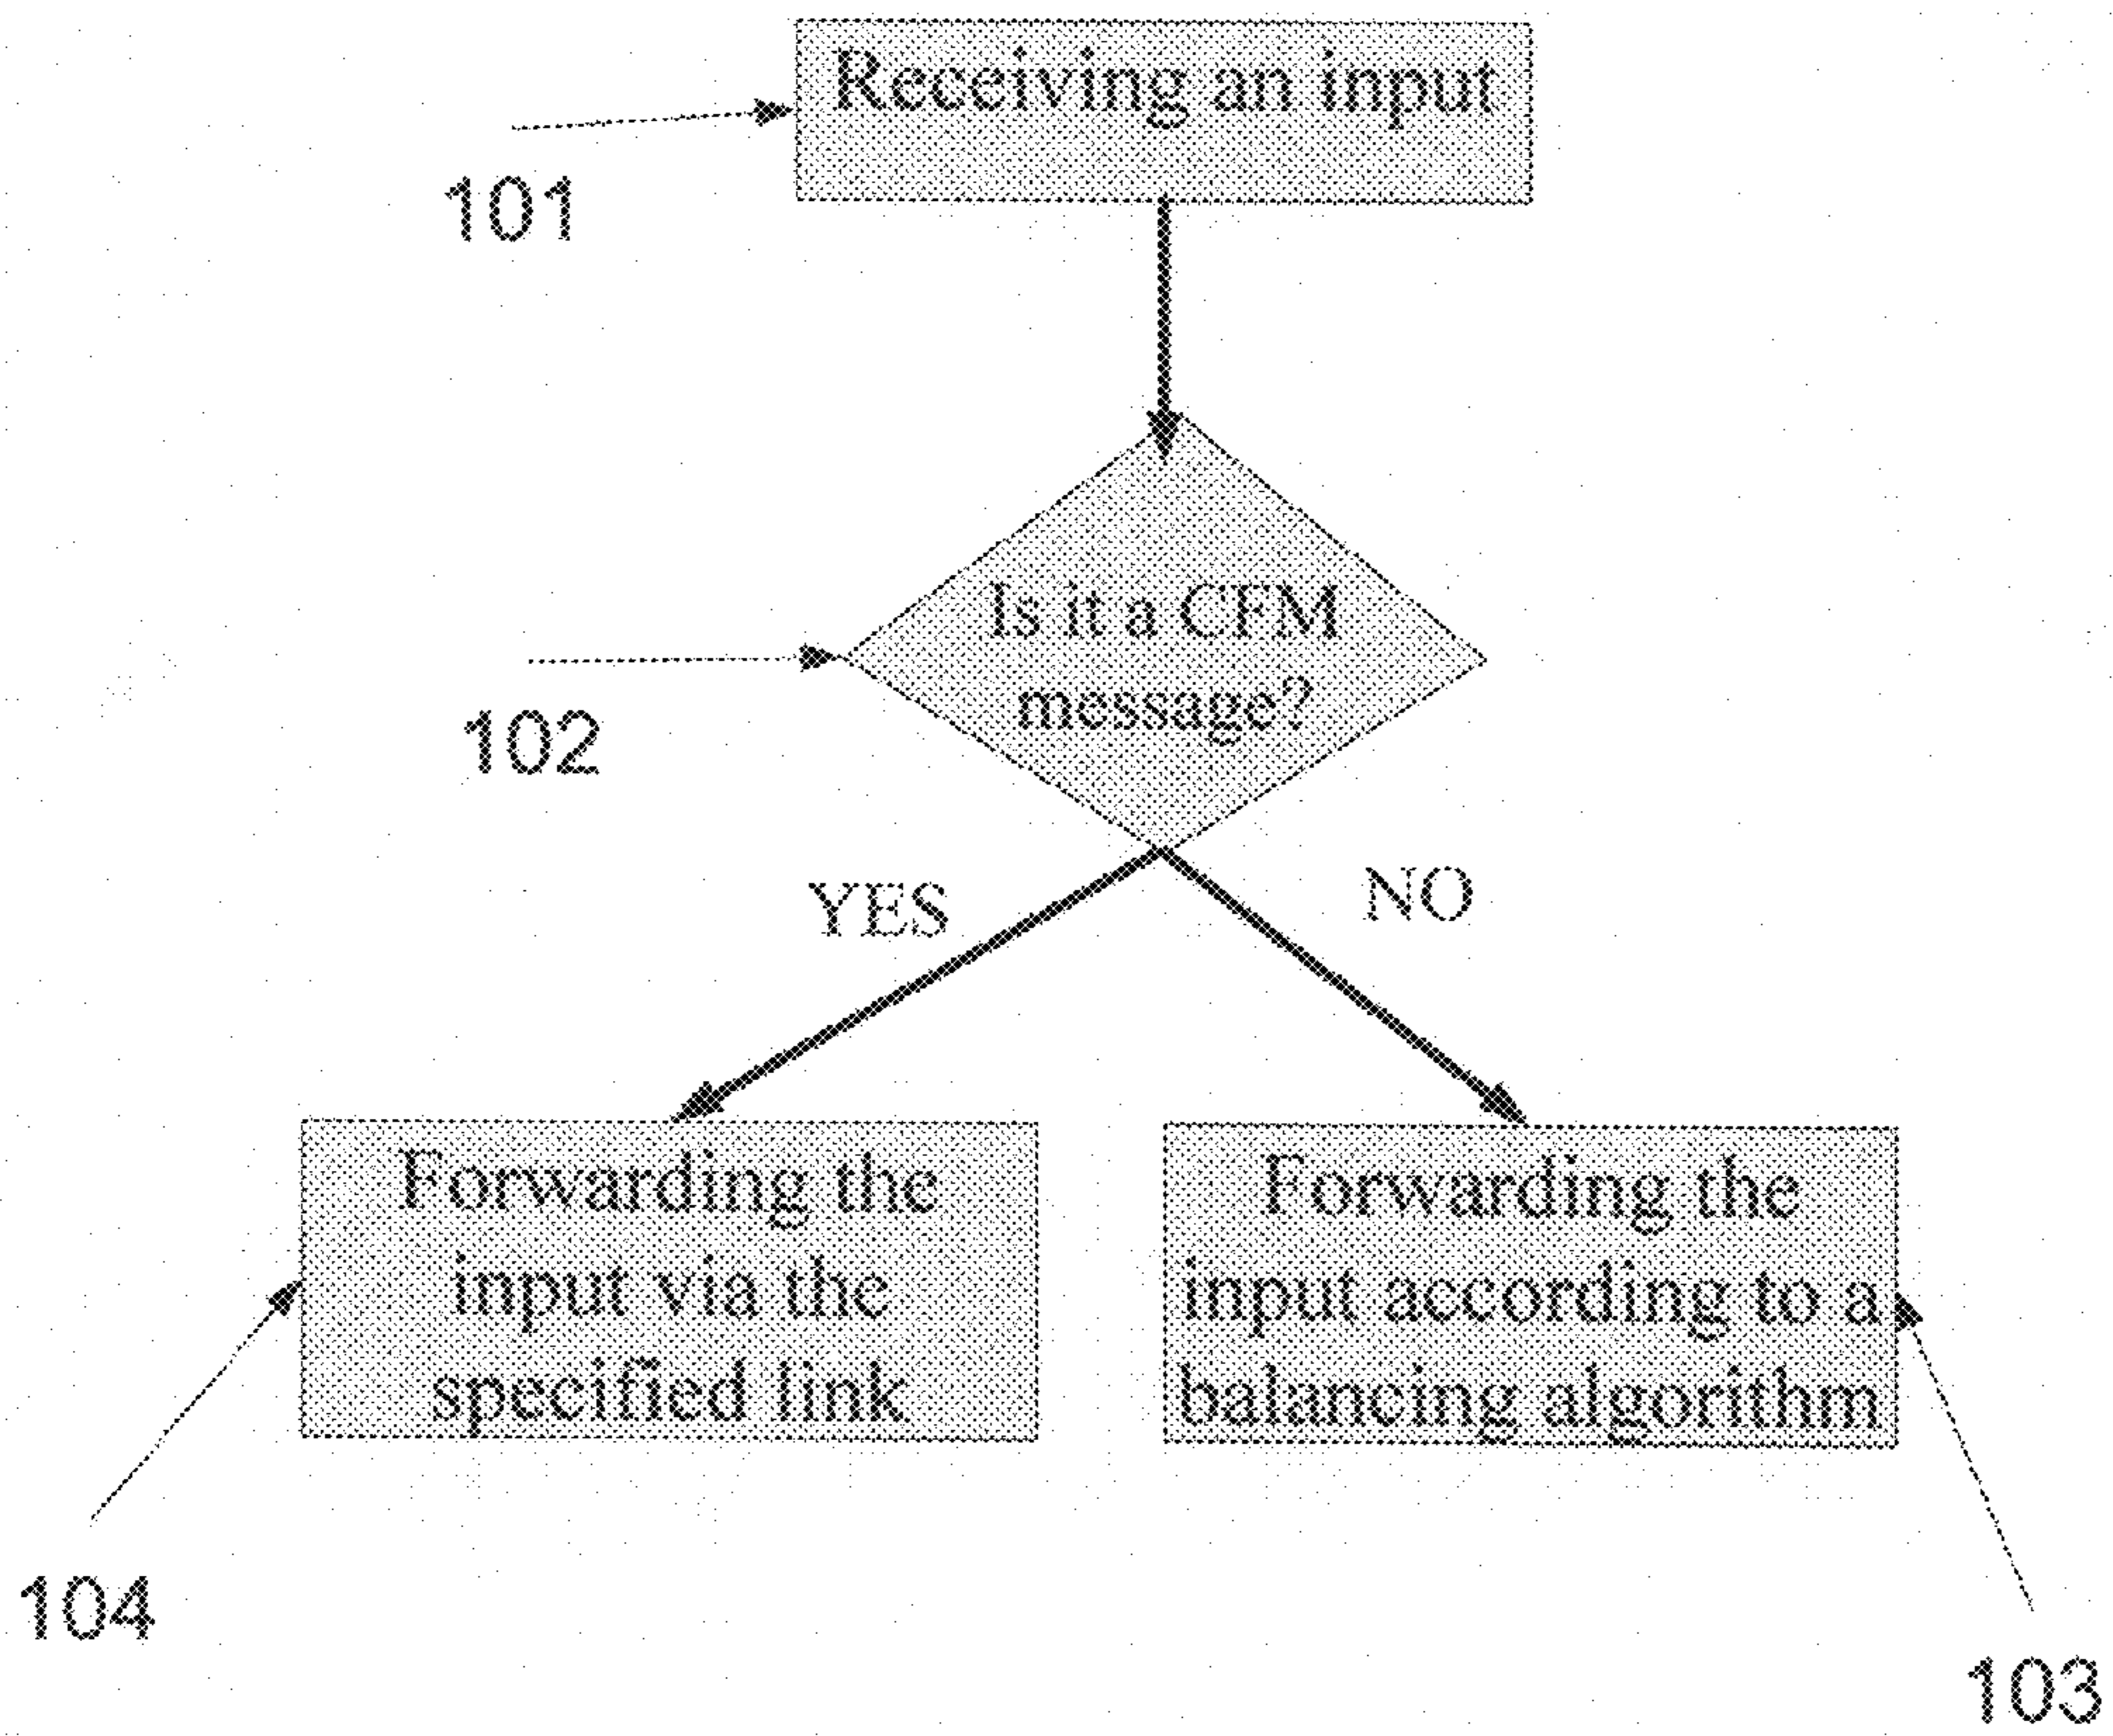 Receiving an input
101
Is it a CFM
message?
102
YES
NO
Forwarding the
input via the
specified link
Forwarding the
input according to a
balancing algorithm
104
103